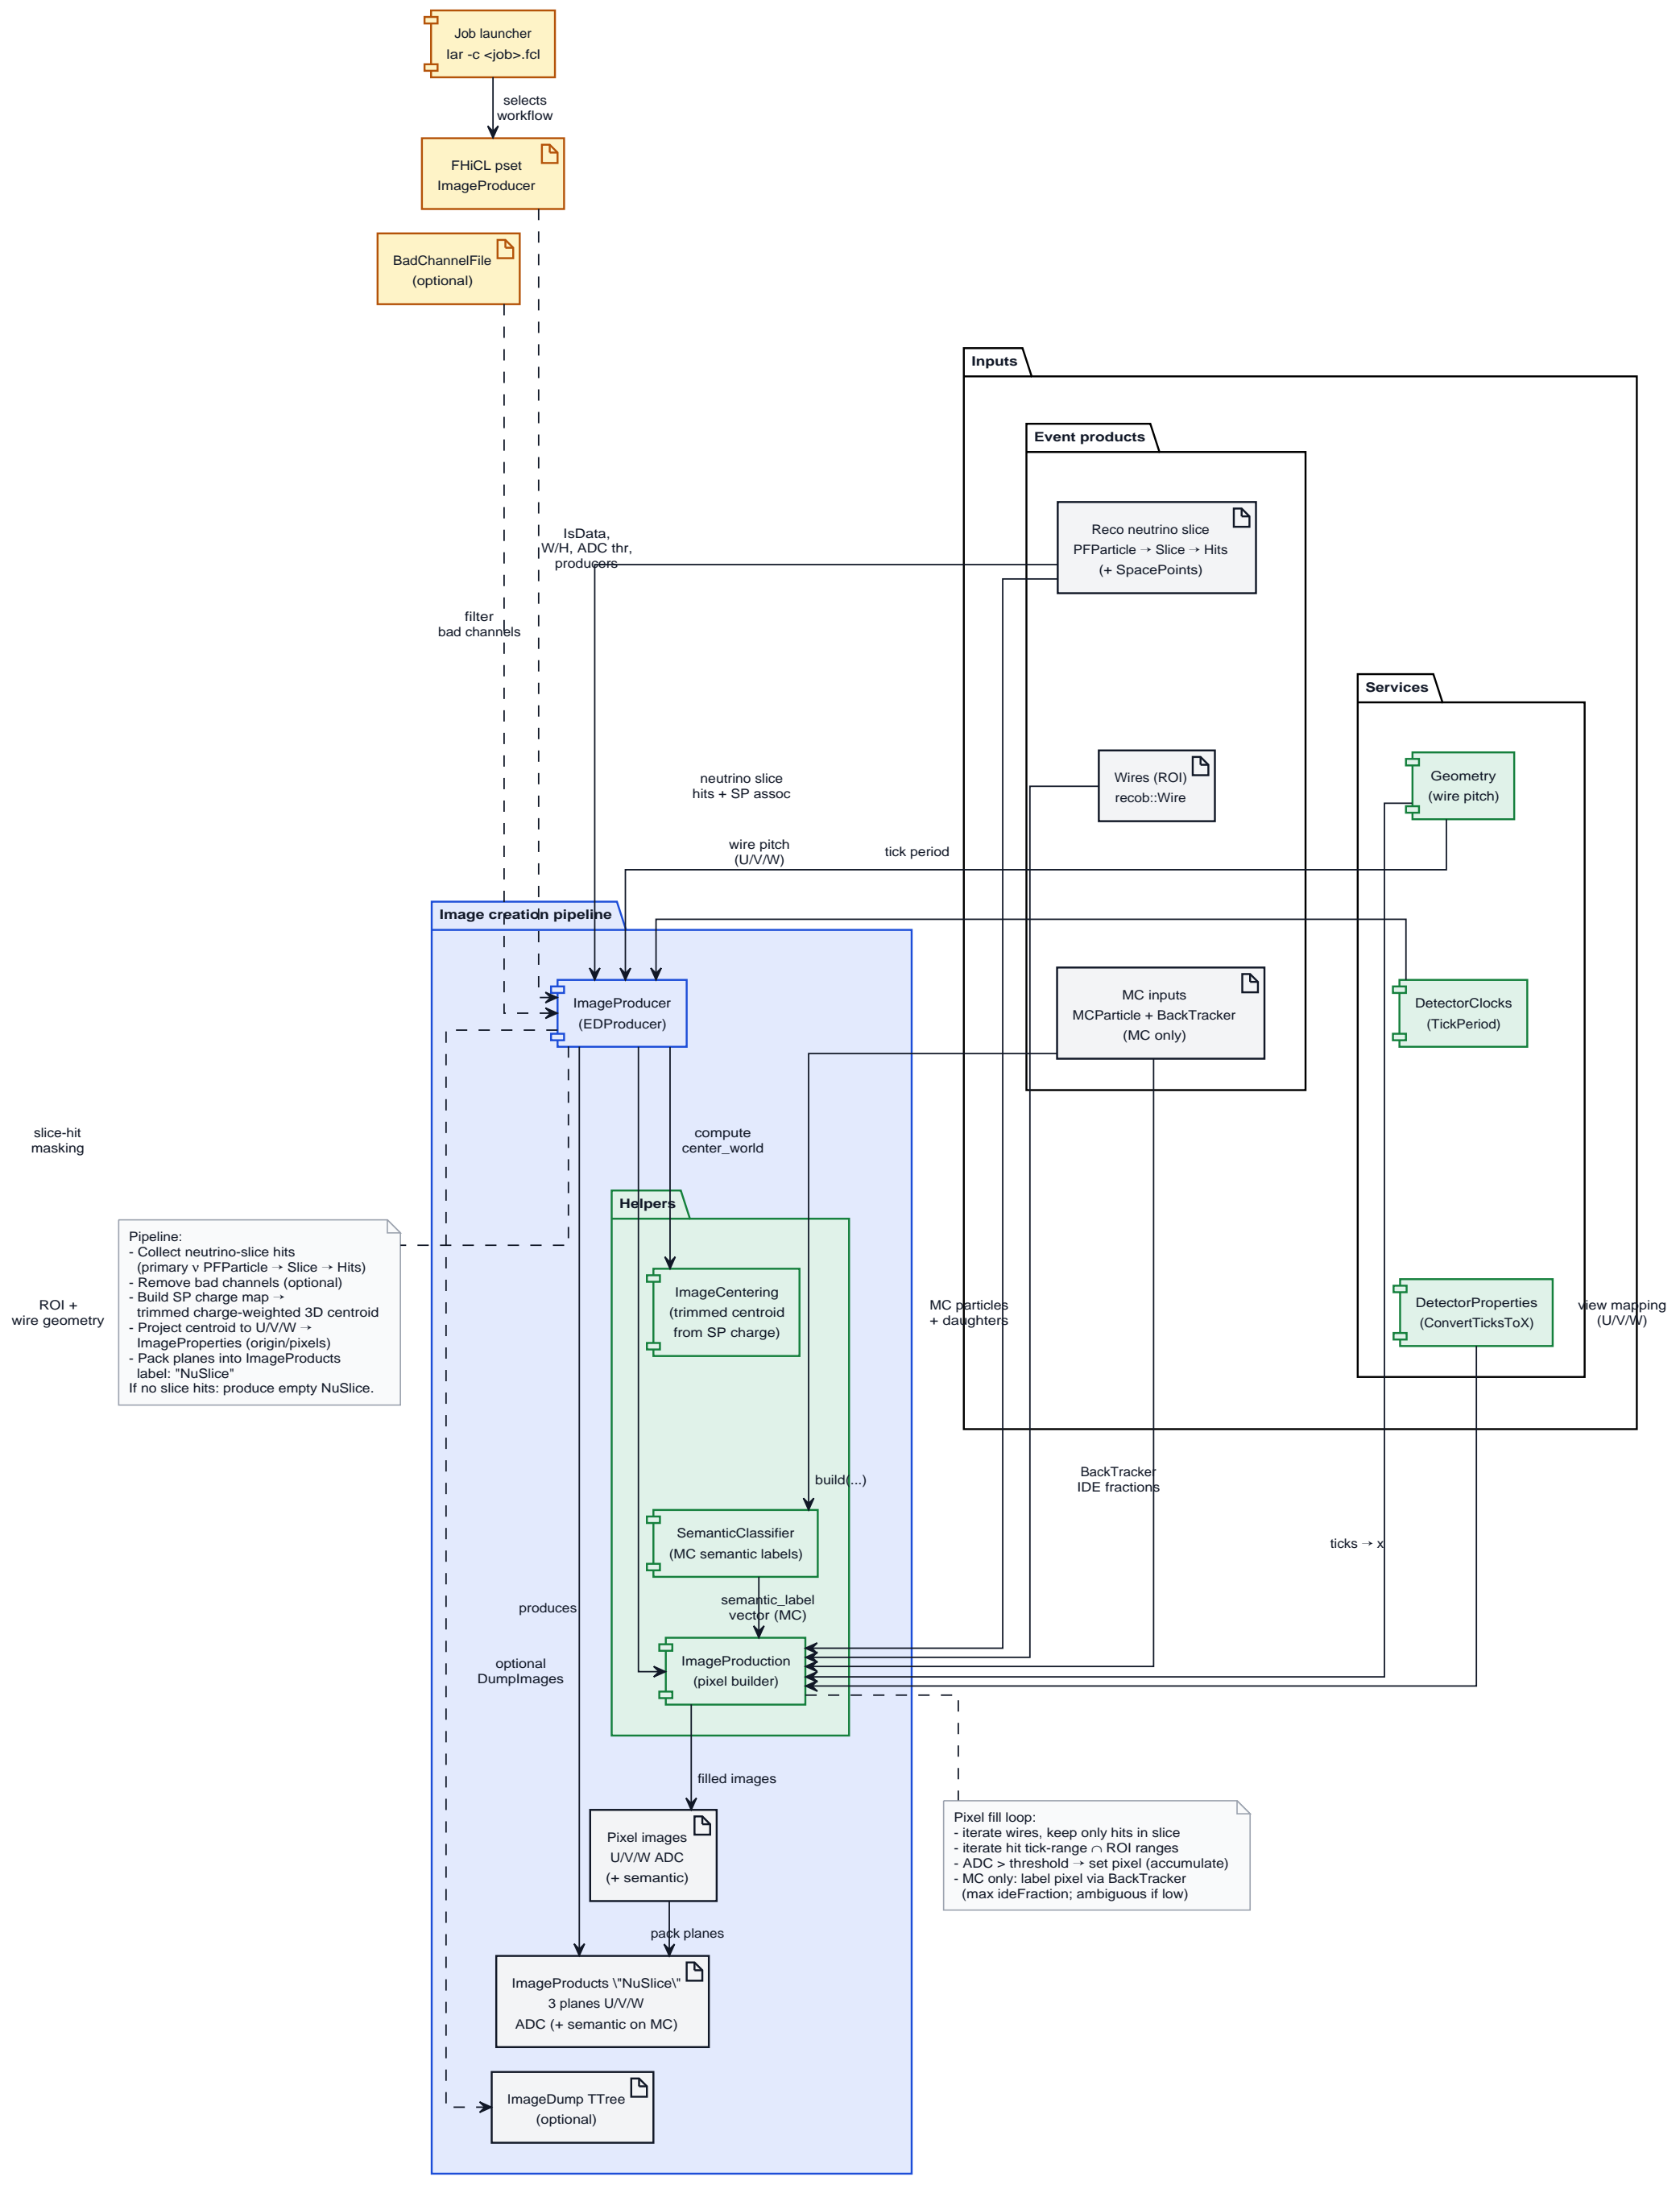 Job launcher
lar -c <job>.fcl
selects
workflow
FHiCL pset
ImageProducer
BadChannelFile
(optional)
Inputs
Event products
Reco neutrino slice
PFParticle → Slice → Hits
(+ SpacePoints)
IsData,
W/H, ADC thr,
producers
filter
bad channels
Services
neutrino slice
hits + SP assoc
Wires (ROI)
recob::Wire
Geometry
(wire pitch)
wire pitch
(U/V/W)
tick period
Image creation pipeline
ImageProducer
(EDProducer)
MC inputs
MCParticle + BackTracker
(MC only)
DetectorClocks
(TickPeriod)
slice-hit
masking
compute
center_world
Helpers
Pipeline:
- Collect neutrino-slice hits
(primary ν PFParticle → Slice → Hits)
- Remove bad channels (optional)
- Build SP charge map →
trimmed charge-weighted 3D centroid
- Project centroid to U/V/W →
ImageProperties (origin/pixels)
- Pack planes into ImageProducts
label: "NuSlice"
If no slice hits: produce empty NuSlice.
ROI +
wire geometry
ImageCentering
(trimmed centroid
from SP charge)
MC particles
+ daughters
DetectorProperties
(ConvertTicksToX)
view mapping
(U/V/W)
build(...)
BackTracker
IDE fractions
SemanticClassifier
(MC semantic labels)
ticks → x
semantic_label
vector (MC)
produces
ImageProduction
(pixel builder)
optional
DumpImages
filled images
Pixel images
U/V/W ADC
(+ semantic)
Pixel fill loop:
- iterate wires, keep only hits in slice
- iterate hit tick-range ∩ ROI ranges
- ADC > threshold → set pixel (accumulate)
- MC only: label pixel via BackTracker
(max ideFraction; ambiguous if low)
pack planes
ImageProducts \"NuSlice\"
3 planes U/V/W
ADC (+ semantic on MC)
ImageDump TTree
(optional)